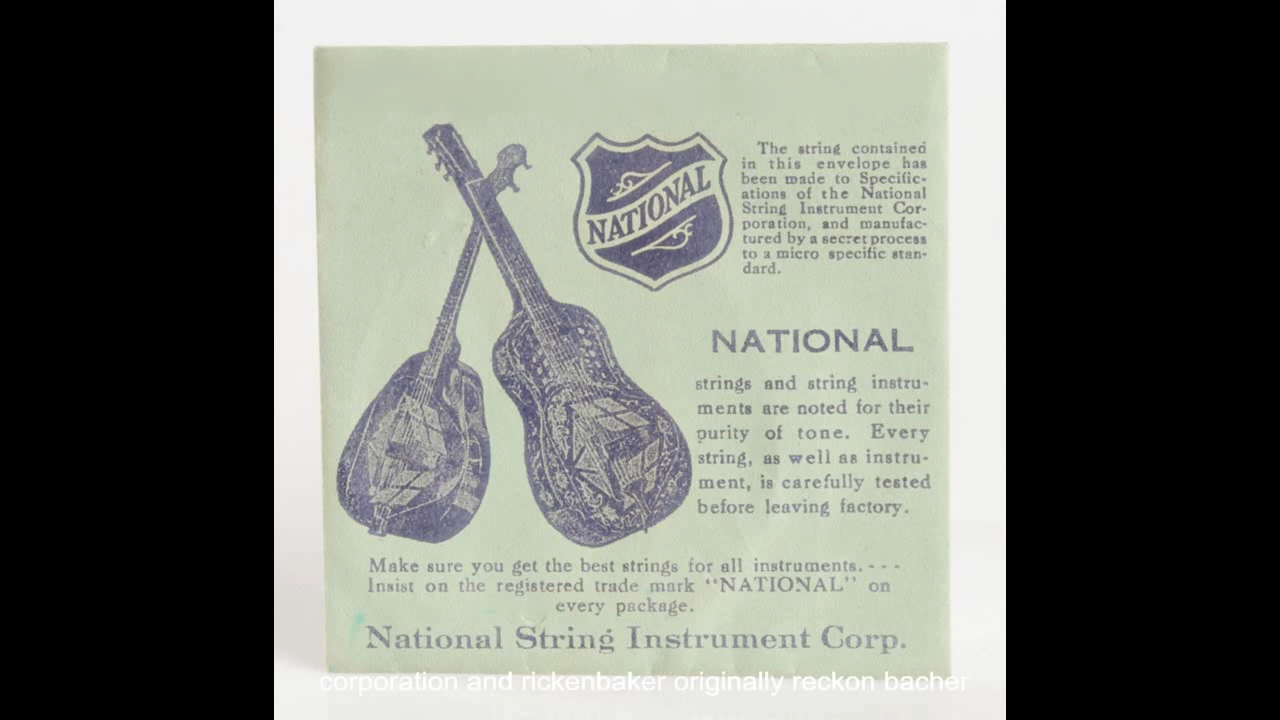 NATIONAL
The string contained
in this envelope has
been made to Specific-
ations of the National
String Instrument Cor-
poration, and manufac-
tured by a secret process
to a micro specific stan-
dard.
NATIONAL
strings and string instru-
ments are noted for their
purity of tone. Every
string, as well as instru-
ment, is carefully tested
before leaving factory.
Make sure you get the best strings for all instruments. - - -
Insist on the registered trade mark "NATIONAL" on
every package.
National String Instrument Corp.
corporation and rickenbaker originally reckon bacher